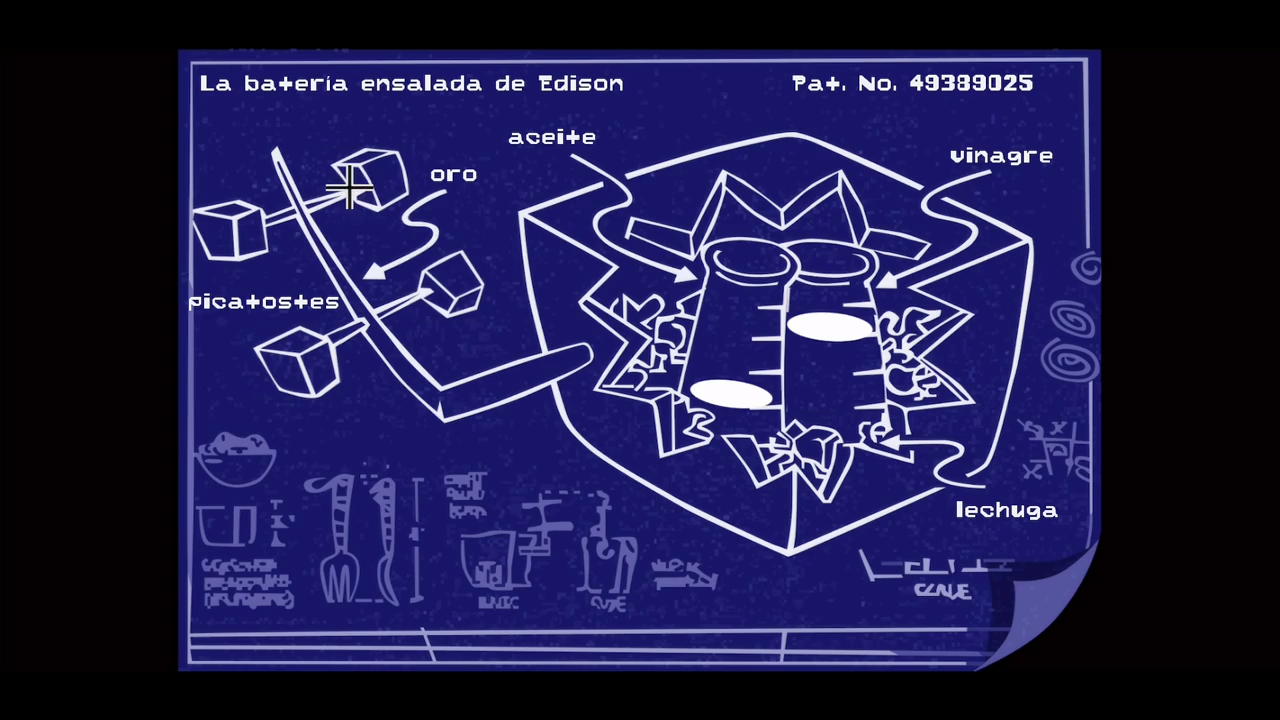 La batería ensalada de Edison
Pat. No. 49389025
aceite
vinagre
oro
picatostes
lechuga